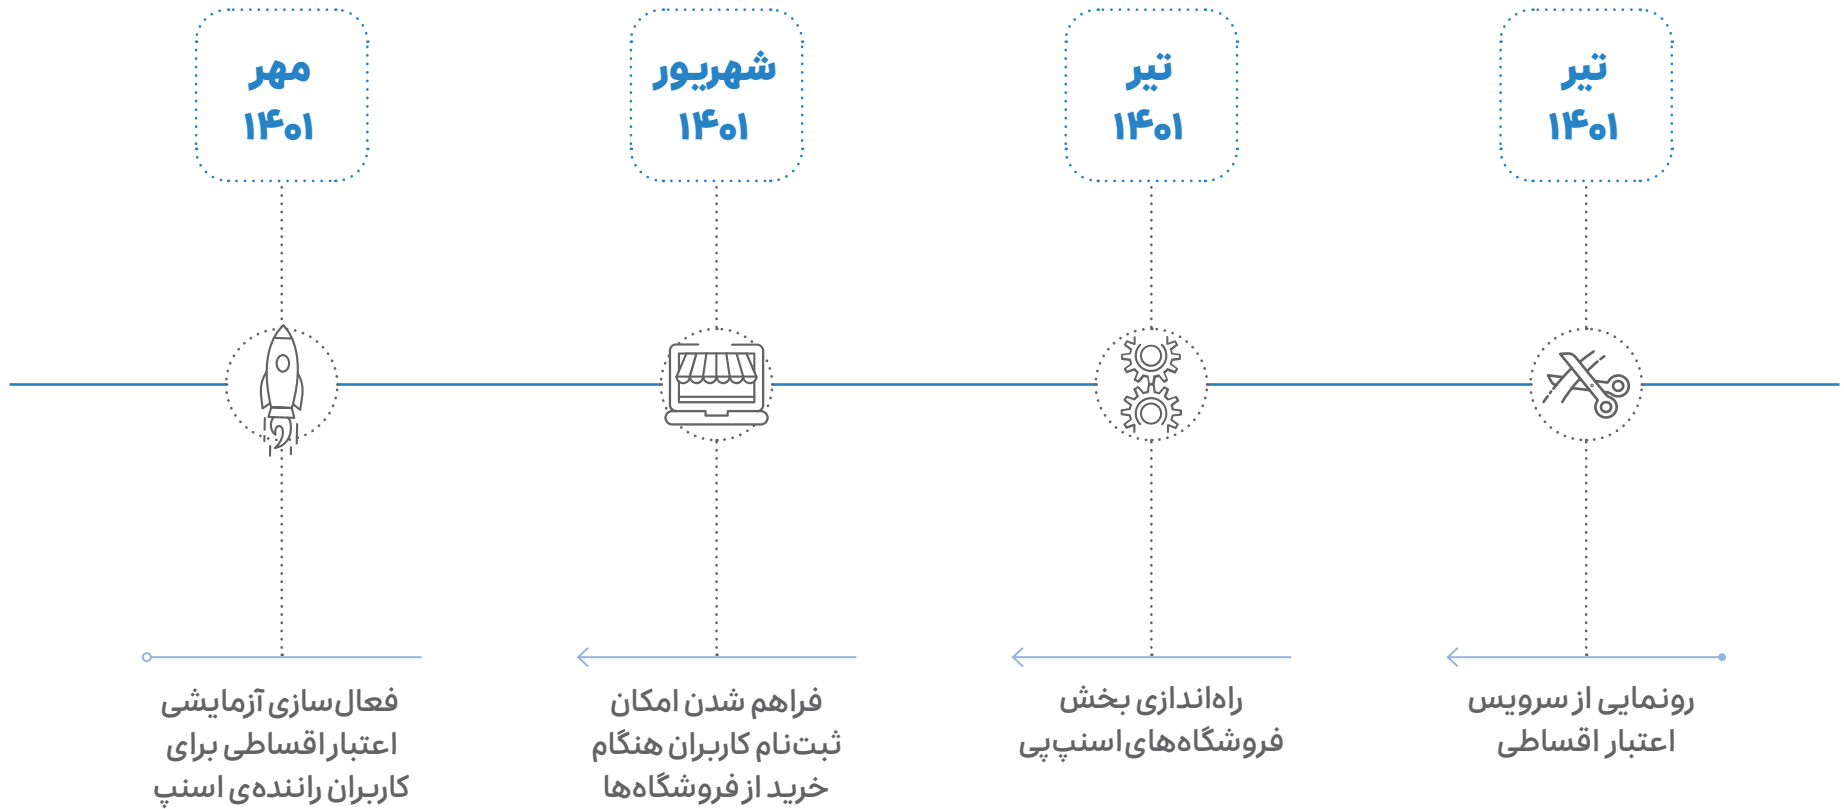 تیر
۱۴۰۱
رونمایی از سرویس
اعتبار اقساطی
تیر
۱۴۰۱
راه‌اندازی بخش
فروشگاه‌های اسنپ‌پی
شهریور
۱۴۰۱
فراهم شدن امکان
ثبت‌نام کاربران هنگام
خرید از فروشگاه‌ها
مهر
۱۴۰۱
فعال‌سازی آزمایشی
اعتبار اقساطی برای
کاربران راننده‌ی اسنپ